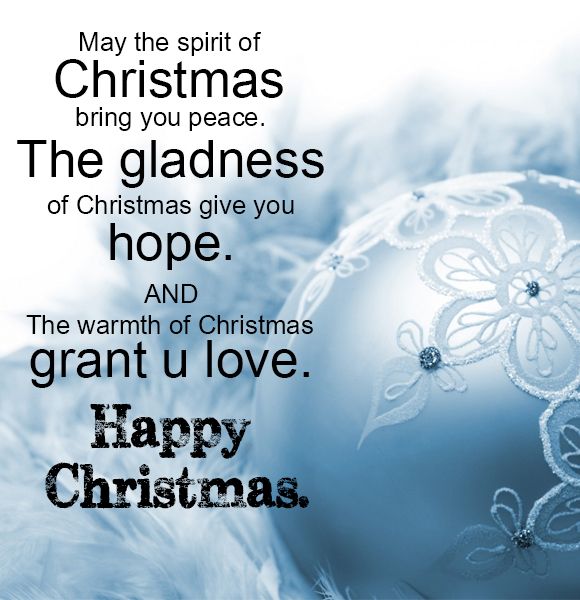 May the spirit of
Christmas
bring you peace.
The gladness
of Christmas give you
hope.
AND
The warmth of Christmas
grant u love.
Happy
Christmas.